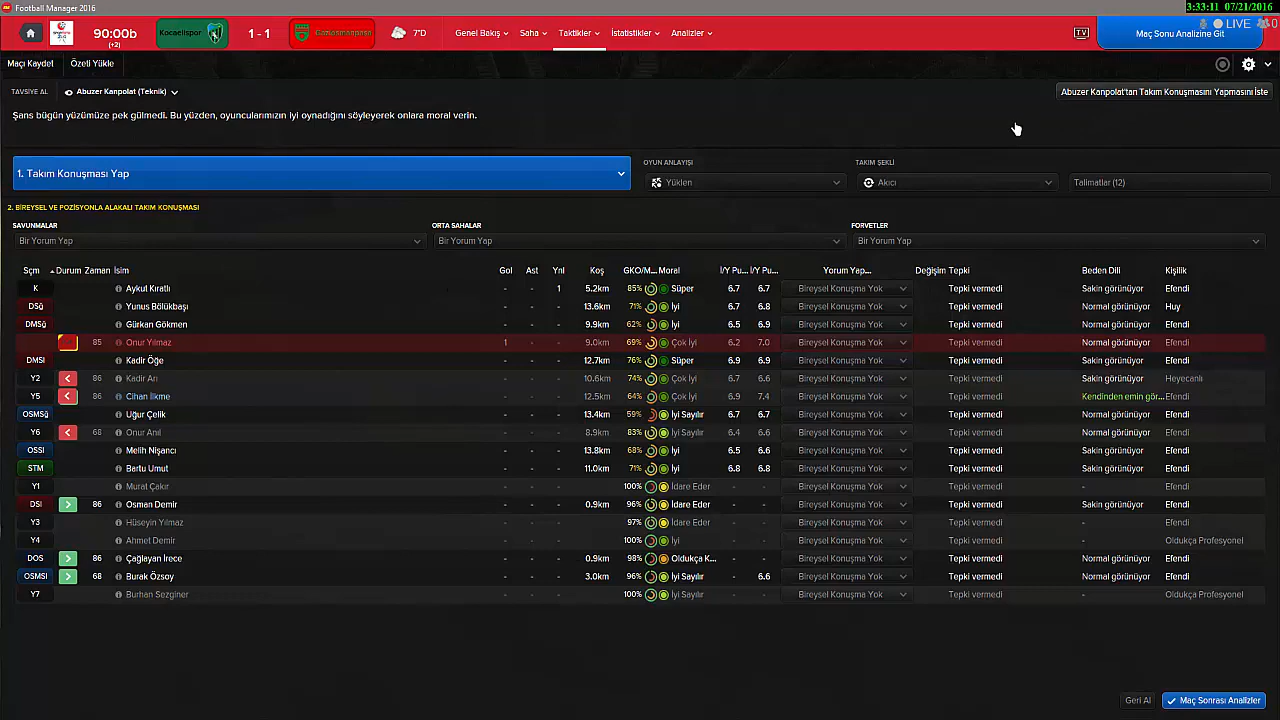 Football Manager 2016
3:33:11 07/21/2016
90:00b (+2) Kocaelispor 1 - 1 Gaziosmanpaşa 7°D Genel Bakış Saha Taktikler İstatistikler Analizler TV Maç Sonu Analizine Git LIVE 0
Maçı Kaydet Özeti Yükle
TAVSİYE AL Abuzer Kanpolat (Teknik) Abuzer Kanpolat'tan Takım Konuşmasını Yapmasını İste
Şans bugün yüzümüze pek gülmedi. Bu yüzden, oyuncularımızın iyi oynadığını söyleyerek onlara moral verin.
1. Takım Konuşması Yap
OYUN ANLAYIŞI TAKIM ŞEKLİ
Yüklen Akıcı Talimatlar (12)
2. BİREYSEL VE POZİSYONLA ALAKALI TAKIM KONUŞMASI
SAVUNMALAR ORTA SAHALAR FORVETLER
Bir Yorum Yap Bir Yorum Yap Bir Yorum Yap
Sçm Durum Zaman İsim Gol Ast Ynl Koş GKO/M... Moral İ/Y Pu... İ/Y Pu... Yorum Yap... Değişim Tepki Beden Dili Kişilik
K Aykut Kıratlı - - 1 5.2km 85% Süper 6.7 6.7 Bireysel Konuşma Yok Tepki vermedi Sakin görünüyor Efendi
DSğ Yunus Bölükbaşı - - - 13.6km 71% İyi 6.7 6.8 Bireysel Konuşma Yok Tepki vermedi Normal görünüyor Huy
DMSğ Gürkan Gökmen - - - 9.9km 62% İyi 6.5 6.9 Bireysel Konuşma Yok Tepki vermedi Normal görünüyor Efendi
85 Onur Yılmaz 1 - - 9.0km 69% Çok İyi 6.2 7.0 Bireysel Konuşma Yok Tepki vermedi Normal görünüyor Efendi
DMSl Kadir Öğe - - - 12.7km 76% Süper 6.9 6.9 Bireysel Konuşma Yok Tepki vermedi Sakin görünüyor Efendi
Y2 86 Kadir Arı - - - 10.6km 74% Çok İyi 6.7 6.6 Bireysel Konuşma Yok Tepki vermedi Sakin görünüyor Heyecanlı
Y5 86 Cihan İlkme - - - 12.5km 64% Çok İyi 6.9 7.4 Bireysel Konuşma Yok Tepki vermedi Kendinden emin gör... Efendi
OSMSğ Uğur Çelik - - - 13.4km 59% İyi Sayılır 6.7 6.7 Bireysel Konuşma Yok Tepki vermedi Normal görünüyor Efendi
Y6 68 Onur Anıl - - - 8.9km 83% İyi Sayılır 6.4 6.6 Bireysel Konuşma Yok Tepki vermedi Normal görünüyor Efendi
OSSl Melih Nişancı - - - 13.8km 68% İyi 6.5 6.6 Bireysel Konuşma Yok Tepki vermedi Normal görünüyor Efendi
STM Bartu Umut - - - 11.0km 71% İyi 6.8 6.8 Bireysel Konuşma Yok Tepki vermedi Normal görünüyor Efendi
Y1 Murat Çakır - - - 100% İdare Eder - - Bireysel Konuşma Yok Tepki vermedi - Efendi
DSl 86 Osman Demir - - - 0.9km 96% İdare Eder - - Bireysel Konuşma Yok Tepki vermedi Sakin görünüyor Efendi
Y3 Hüseyin Yılmaz - - - 97% İdare Eder - - Bireysel Konuşma Yok Tepki vermedi - Efendi
Y4 Ahmet Demir - - - 100% İyi - - Bireysel Konuşma Yok Tepki vermedi - Oldukça Profesyonel
DOS 86 Çağlayan İrece - - - 0.9km 98% Oldukça K... - - Bireysel Konuşma Yok Tepki vermedi Normal görünüyor Efendi
OSMSl 68 Burak Özsoy - - - 3.0km 96% İyi Sayılır - 6.6 Bireysel Konuşma Yok Tepki vermedi Normal görünüyor Efendi
Y7 Burhan Sezginer - - - 100% İyi Sayılır - - Bireysel Konuşma Yok Tepki vermedi - Oldukça Profesyonel
Geri Al Maç Sonrası Analizler